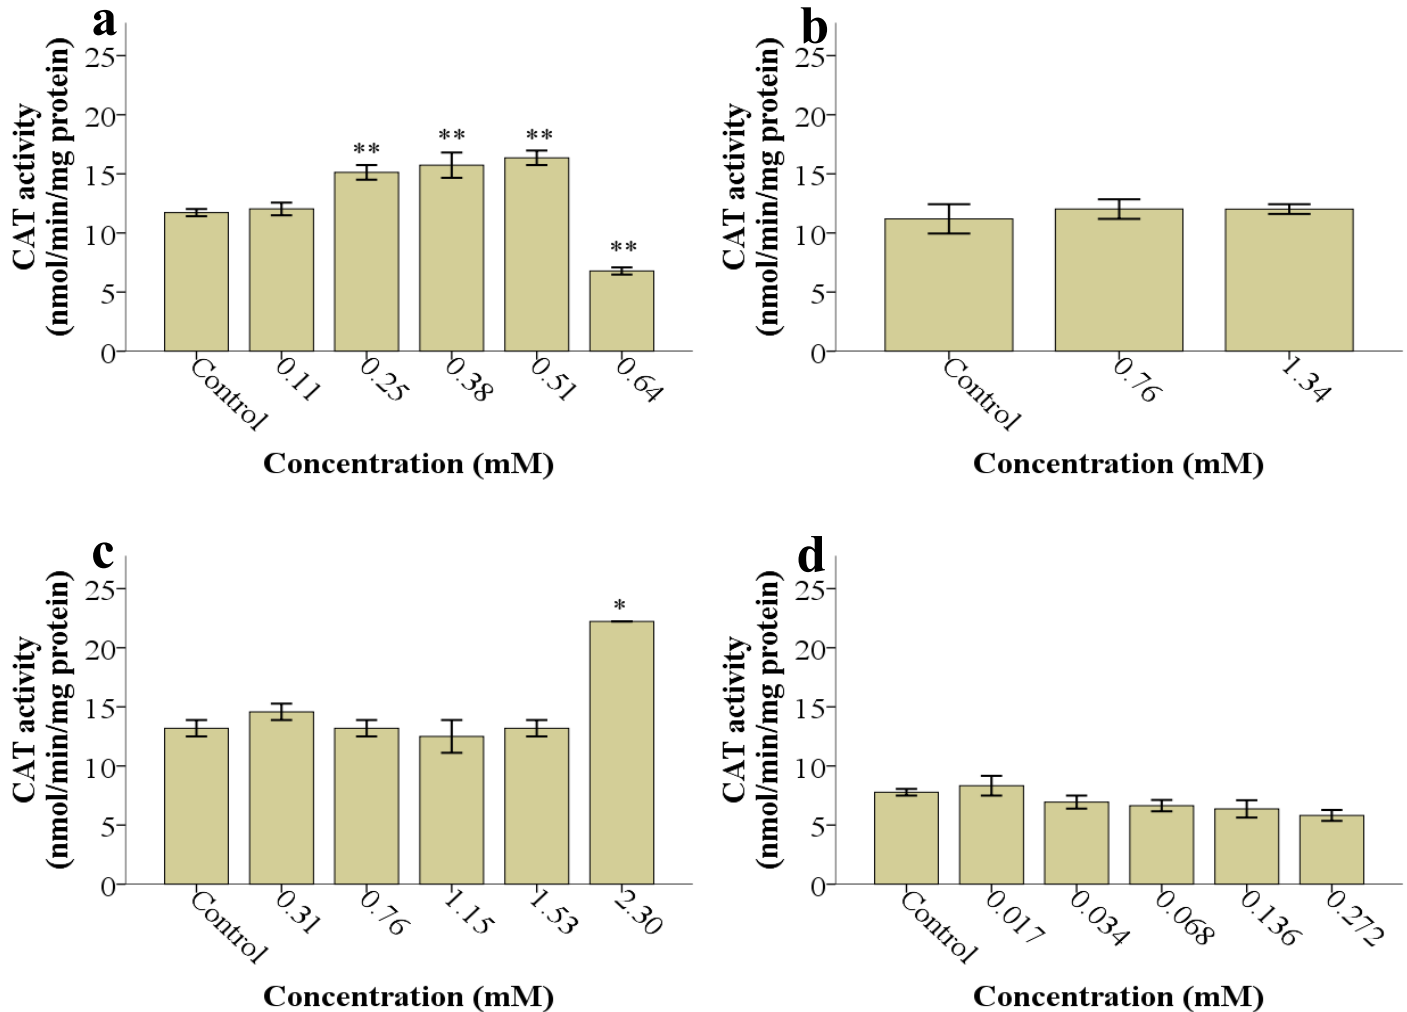 a
CAT activity
(nmol/min/mg protein)
25
20
15
10
5
0
**
**
**
**
Control
0.11
0.25
0.38
0.51
0.64
Concentration (mM)
b
CAT activity
(nmol/min/mg protein)
25
20
15
10
5
0
Control
0.76
1.34
Concentration (mM)
c
CAT activity
(nmol/min/mg protein)
25
20
15
10
5
0
*
Control
0.31
0.76
1.15
1.53
2.30
Concentration (mM)
d
CAT activity
(nmol/min/mg protein)
25
20
15
10
5
0
Control
0.017
0.034
0.068
0.136
0.272
Concentration (mM)